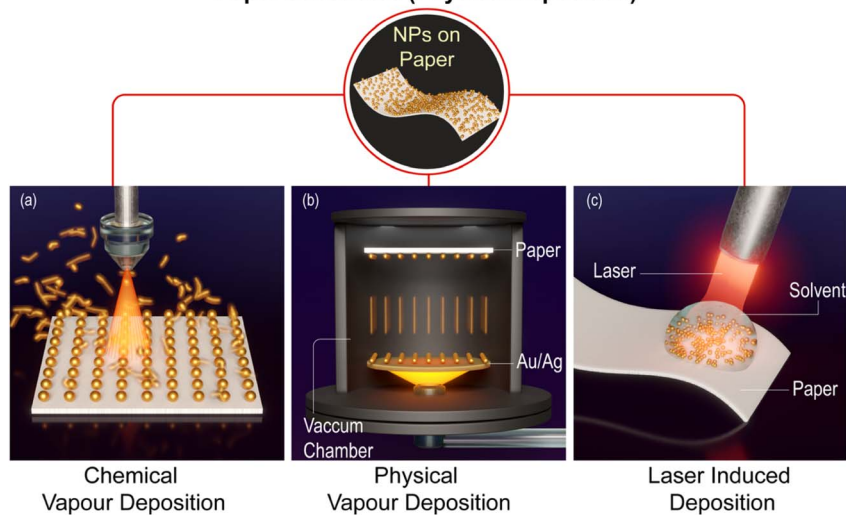 NPs on
Paper
(a)
(b)
Paper
Au/Ag
Vaccum
Chamber
(c)
Laser
Solvent
Paper
Chemical
Vapour Deposition
Physical
Vapour Deposition
Laser Induced
Deposition